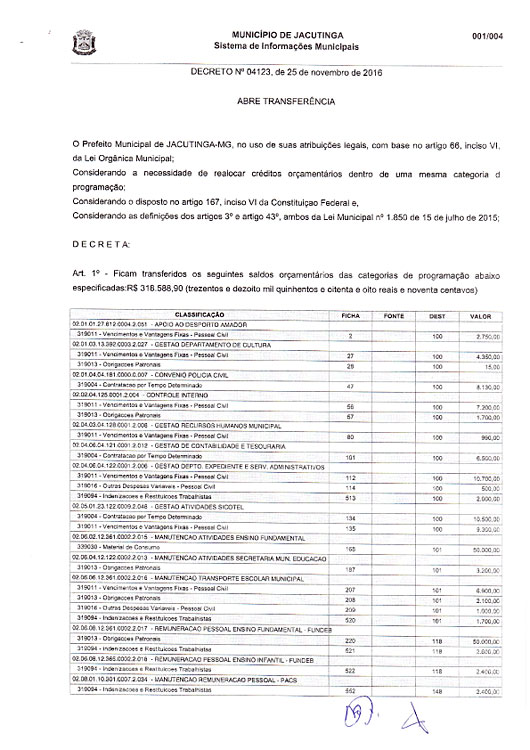 MUNICÍPIO DE JACUTINGA
001/004
Sistema de Informações Municipais
DECRETO Nº 04123, de 25 de novembro de 2016
ABRE TRANSFERÊNCIA
O Prefeito Municipal de JACUTINGA-MG, no uso de suas atribuições legais, com base no artigo 66, inciso VI,
da Lei Orgânica Municipal;
Considerando a necessidade de realocar créditos orçamentários dentro de uma mesma categoria d
programação;
Considerando o disposto no artigo 167, inciso VI da Constituiçao Federal e,
Considerando as definições dos artigos 3º e artigo 43º, ambos da Lei Municipal nº 1.850 de 15 de julho de 2015;
D E C R E T A:
Art. 1º - Ficam transferidos os seguintes saldos orçamentários das categorias de programação abaixo
especificadas:R$ 318.588,90 (trezentos e dezoito mil quinhentos e oitenta e oito reais e noventa centavos)
CLASSIFICAÇÃO FICHA FONTE DEST VALOR
02.01.01.27.812.0004.2.051 - APOIO AO DESPORTO AMADOR
319011 - Vencimentos e Vantagens Fixas - Pessoal Civil 2 100 2.750,00
02.01.03.13.392.0003.2.027 - GESTAO DEPARTAMENTO DE CULTURA
319011 - Vencimentos e Vantagens Fixas - Pessoal Civil 27 100 4.350,00
319013 - Obrigacoes Patronais 28 100 15,00
02.01.04.04.181.0000.0.007 - CONVENIO POLICIA CIVIL
319004 - Contratacao por Tempo Determinado 47 100 8.130,00
02.02.04.125.0001.2.004 - CONTROLE INTERNO
319011 - Vencimentos e Vantagens Fixas - Pessoal Civil 56 100 7.200,00
319013 - Obrigacoes Patronais 57 100 1.700,00
02.04.03.04.128.0001.2.008 - GESTAO RECURSOS HUMANOS MUNICIPAL
319011 - Vencimentos e Vantagens Fixas - Pessoal Civil 80 100 990,00
02.04.06.04.121.0001.2.012 - GESTAO DE CONTABILIDADE E TESOURARIA
319004 - Contratacao por Tempo Determinado 101 100 6.500,00
02.04.06.04.122.0001.2.006 - GESTAO DEPTO. EXPEDIENTE E SERV. ADMINISTRATIVOS
319011 - Vencimentos e Vantagens Fixas - Pessoal Civil 112 100 10.700,00
319016 - Outras Despesas Variaveis - Pessoal Civil 114 100 500,00
319094 - Indenizacoes e Restituicoes Trabalhistas 513 100 2.000,00
02.05.01.23.122.0009.2.048 - GESTAO ATIVIDADES SICOTEL
319004 - Contratacao por Tempo Determinado 134 100 10.500,00
319011 - Vencimentos e Vantagens Fixas - Pessoal Civil 135 100 9.300,00
02.06.02.12.361.0002.2.015 - MANUTENCAO ATIVIDADES ENSINO FUNDAMENTAL
339030 - Material de Consumo 165 101 50.000,00
02.06.04.12.122.0002.2.013 - MANUTENCAO ATIVIDADES SECRETARIA MUN. EDUCACAO
319013 - Obrigacoes Patronais 187 101 3.200,00
02.06.06.12.361.0002.2.016 - MANUTENCAO TRANSPORTE ESCOLAR MUNICIPAL
319011 - Vencimentos e Vantagens Fixas - Pessoal Civil 207 101 6.900,00
319013 - Obrigacoes Patronais 208 101 2.100,00
319016 - Outras Despesas Variaveis - Pessoal Civil 209 101 1.000,00
319094 - Indenizacoes e Restituicoes Trabalhistas 520 101 1.700,00
02.06.08.12.361.0002.2.017 - REMUNERACAO PESSOAL ENSINO FUNDAMENTAL - FUNDEB
319013 - Obrigacoes Patronais 220 118 53.000,00
319094 - Indenizacoes e Restituicoes Trabalhistas 521 118 2.600,00
02.06.08.12.365.0002.2.018 - REMUNERACAO PESSOAL ENSINO INFANTIL - FUNDEB
319094 - Indenizacoes e Restituicoes Trabalhistas 522 118 2.400,00
02.08.01.10.301.0007.2.034 - MANUTENCAO REMUNERACAO PESSOAL - PACS
319094 - Indenizacoes e Restituicoes Trabalhistas 552 148 2.400,00